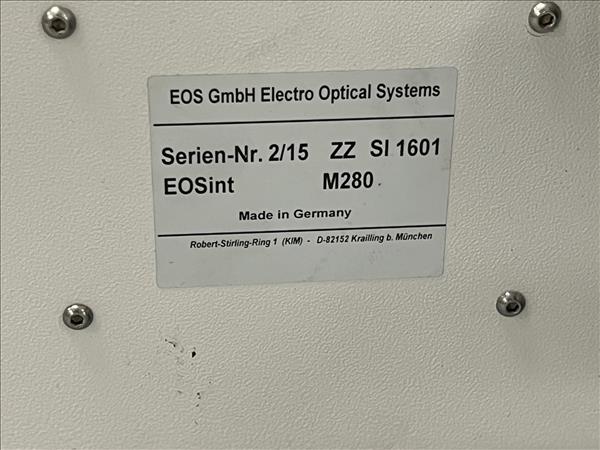 EOS GmbH Electro Optical Systems
Serien-Nr. 2/15 ZZ SI 1601
EOSint M280
Made in Germany
Robert-Stirling-Ring 1 (KIM) - D-82152 Krailling b. München